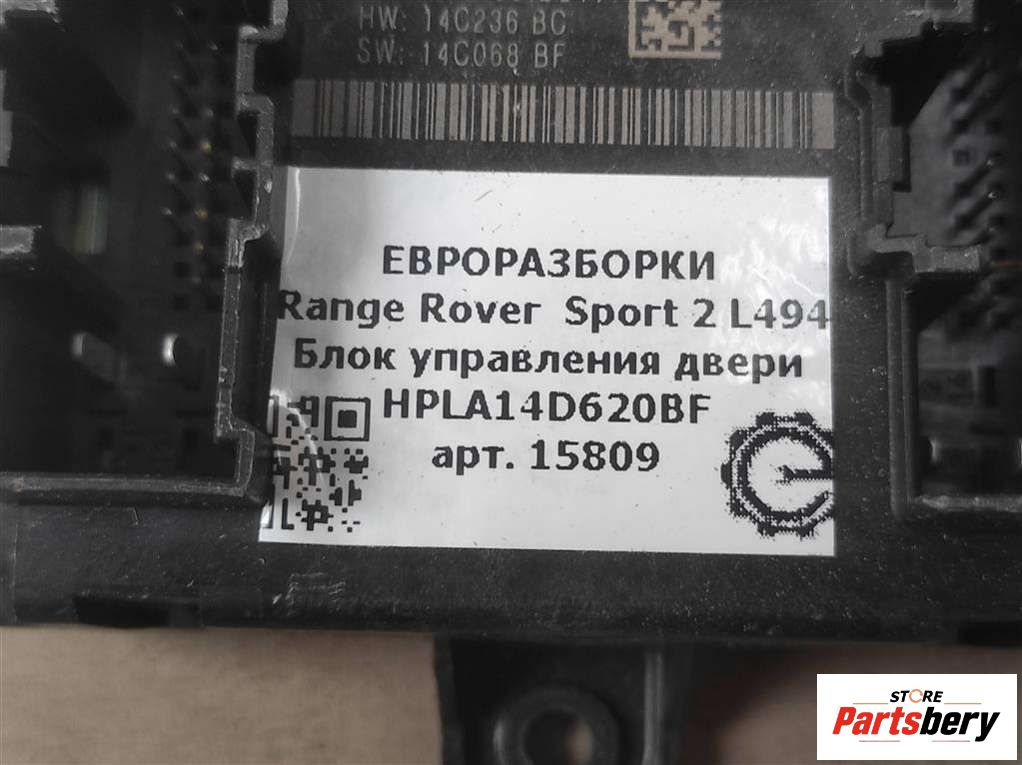 HW: 14C236 BC
SW: 14C068 BF
ЕВРОРАЗБОРКИ
Range Rover Sport 2 L494
Блок управления двери
HPLA14D620BF
арт. 15809
STORE
Partsbery